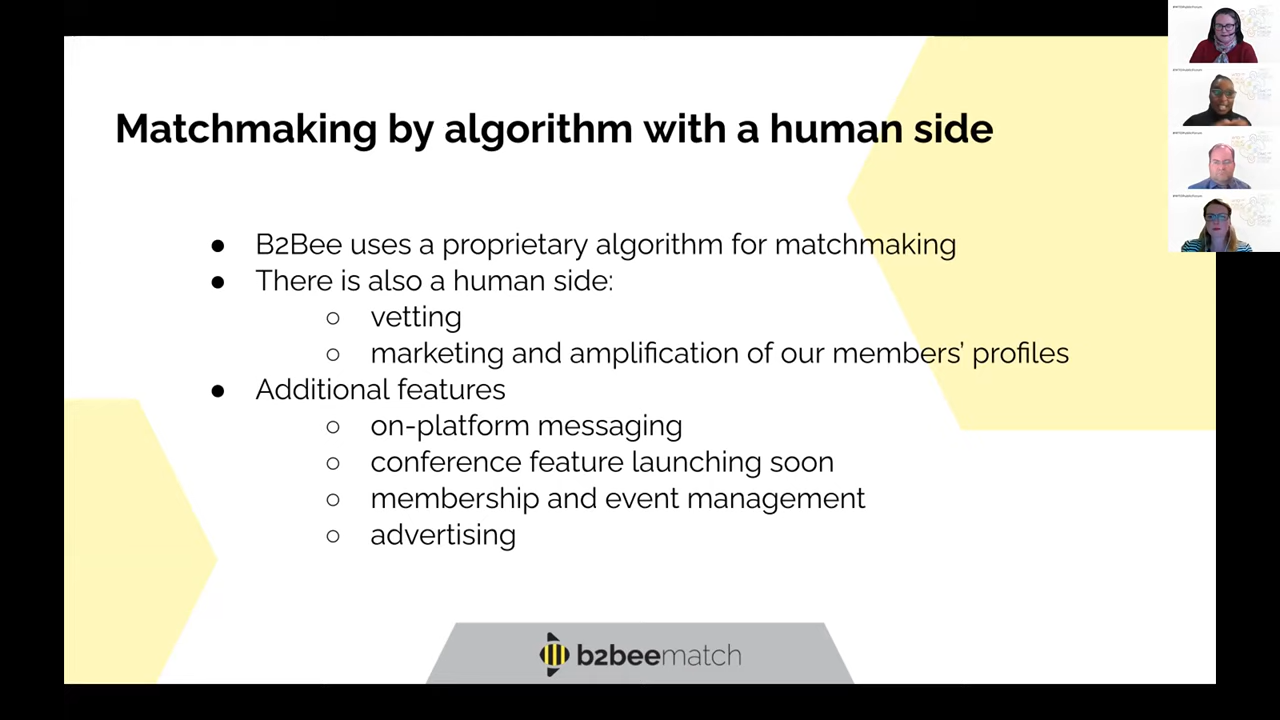 Matchmaking by algorithm with a human side
● B2Bee uses a proprietary algorithm for matchmaking
● There is also a human side:
○ vetting
○ marketing and amplification of our members' profiles
● Additional features
○ on-platform messaging
○ conference feature launching soon
○ membership and event management
○ advertising
b2beematch